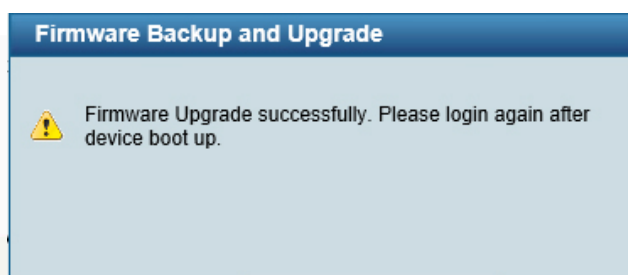 Firmware Backup and Upgrade
Firmware Upgrade successfully. Please login again after
device boot up.